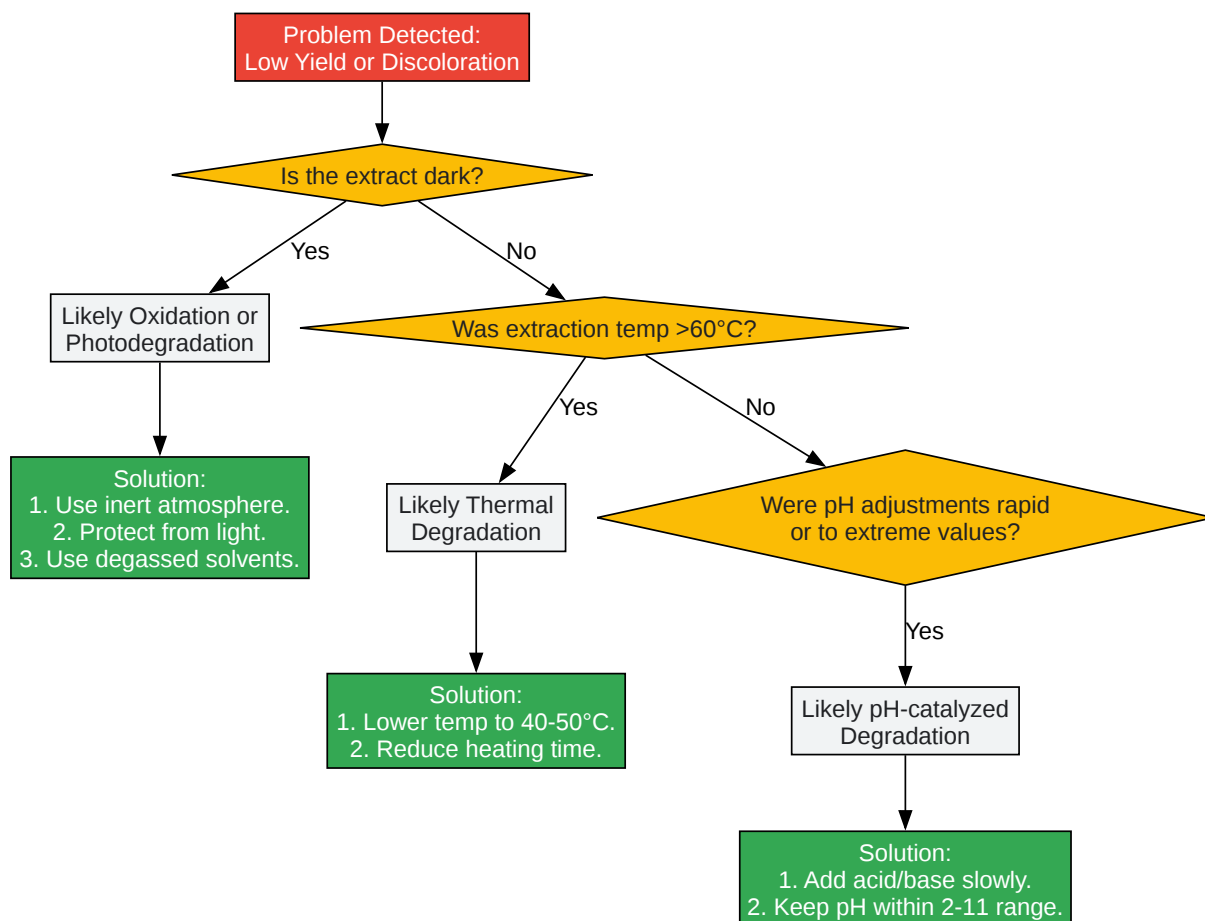 Problem Detected:
Low Yield or Discoloration
Is the extract dark?
Yes
No
Likely Oxidation or
Photodegradation
Was extraction temp >60°C?
Yes
No
Solution:
1. Use inert atmosphere.
2. Protect from light.
3. Use degassed solvents.
Likely Thermal
Degradation
Were pH adjustments rapid
or to extreme values?
Yes
Solution:
1. Lower temp to 40-50°C.
2. Reduce heating time.
Likely pH-catalyzed
Degradation
Solution:
1. Add acid/base slowly.
2. Keep pH within 2-11 range.